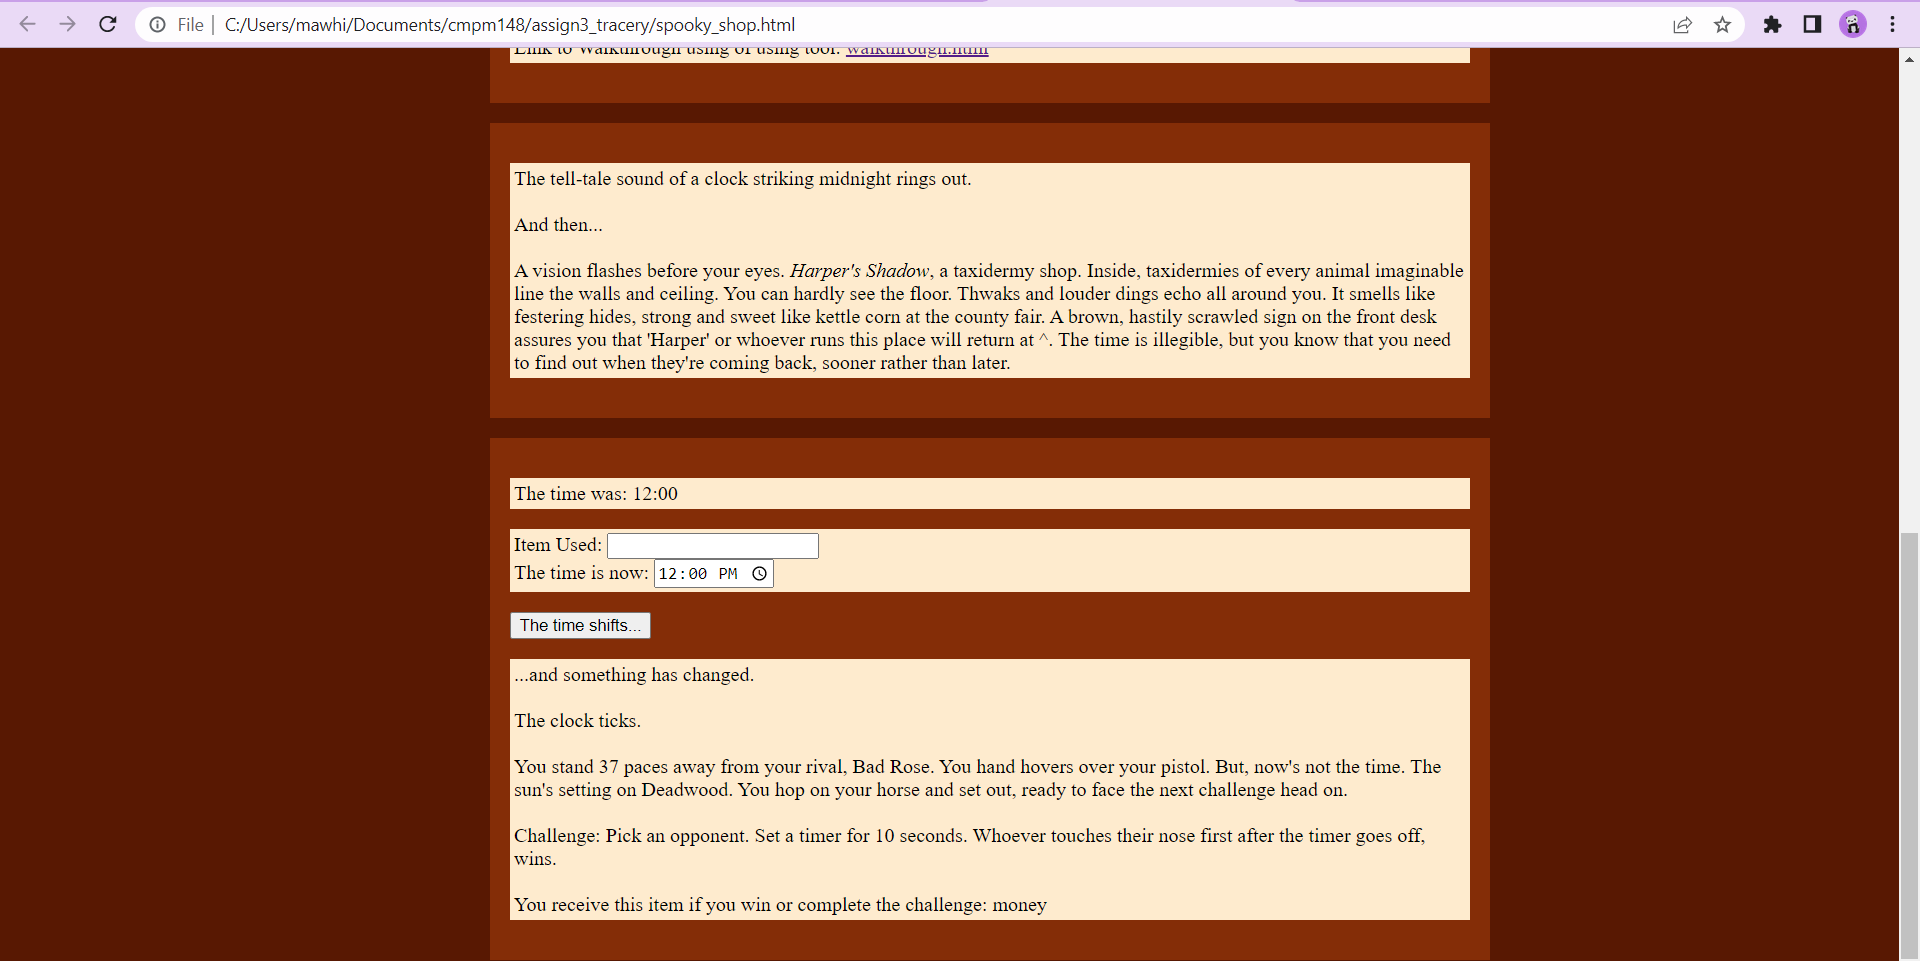 File | C:/Users/mawhi/Documents/cmpm148/assign3_tracery/spooky_shop.html
Link to Walkthrough using of using tool: walkthrough.html
The tell-tale sound of a clock striking midnight rings out.
And then...
A vision flashes before your eyes. Harper's Shadow, a taxidermy shop. Inside, taxidermies of every animal imaginable
line the walls and ceiling. You can hardly see the floor. Thwaks and louder dings echo all around you. It smells like
festering hides, strong and sweet like kettle corn at the county fair. A brown, hastily scrawled sign on the front desk
assures you that 'Harper' or whoever runs this place will return at ^. The time is illegible, but you know that you need
to find out when they're coming back, sooner rather than later.
The time was: 12:00
Item Used:
The time is now: 12:00 PM
The time shifts...
...and something has changed.
The clock ticks.
You stand 37 paces away from your rival, Bad Rose. You hand hovers over your pistol. But, now's not the time. The
sun's setting on Deadwood. You hop on your horse and set out, ready to face the next challenge head on.
Challenge: Pick an opponent. Set a timer for 10 seconds. Whoever touches their nose first after the timer goes off,
wins.
You receive this item if you win or complete the challenge: money